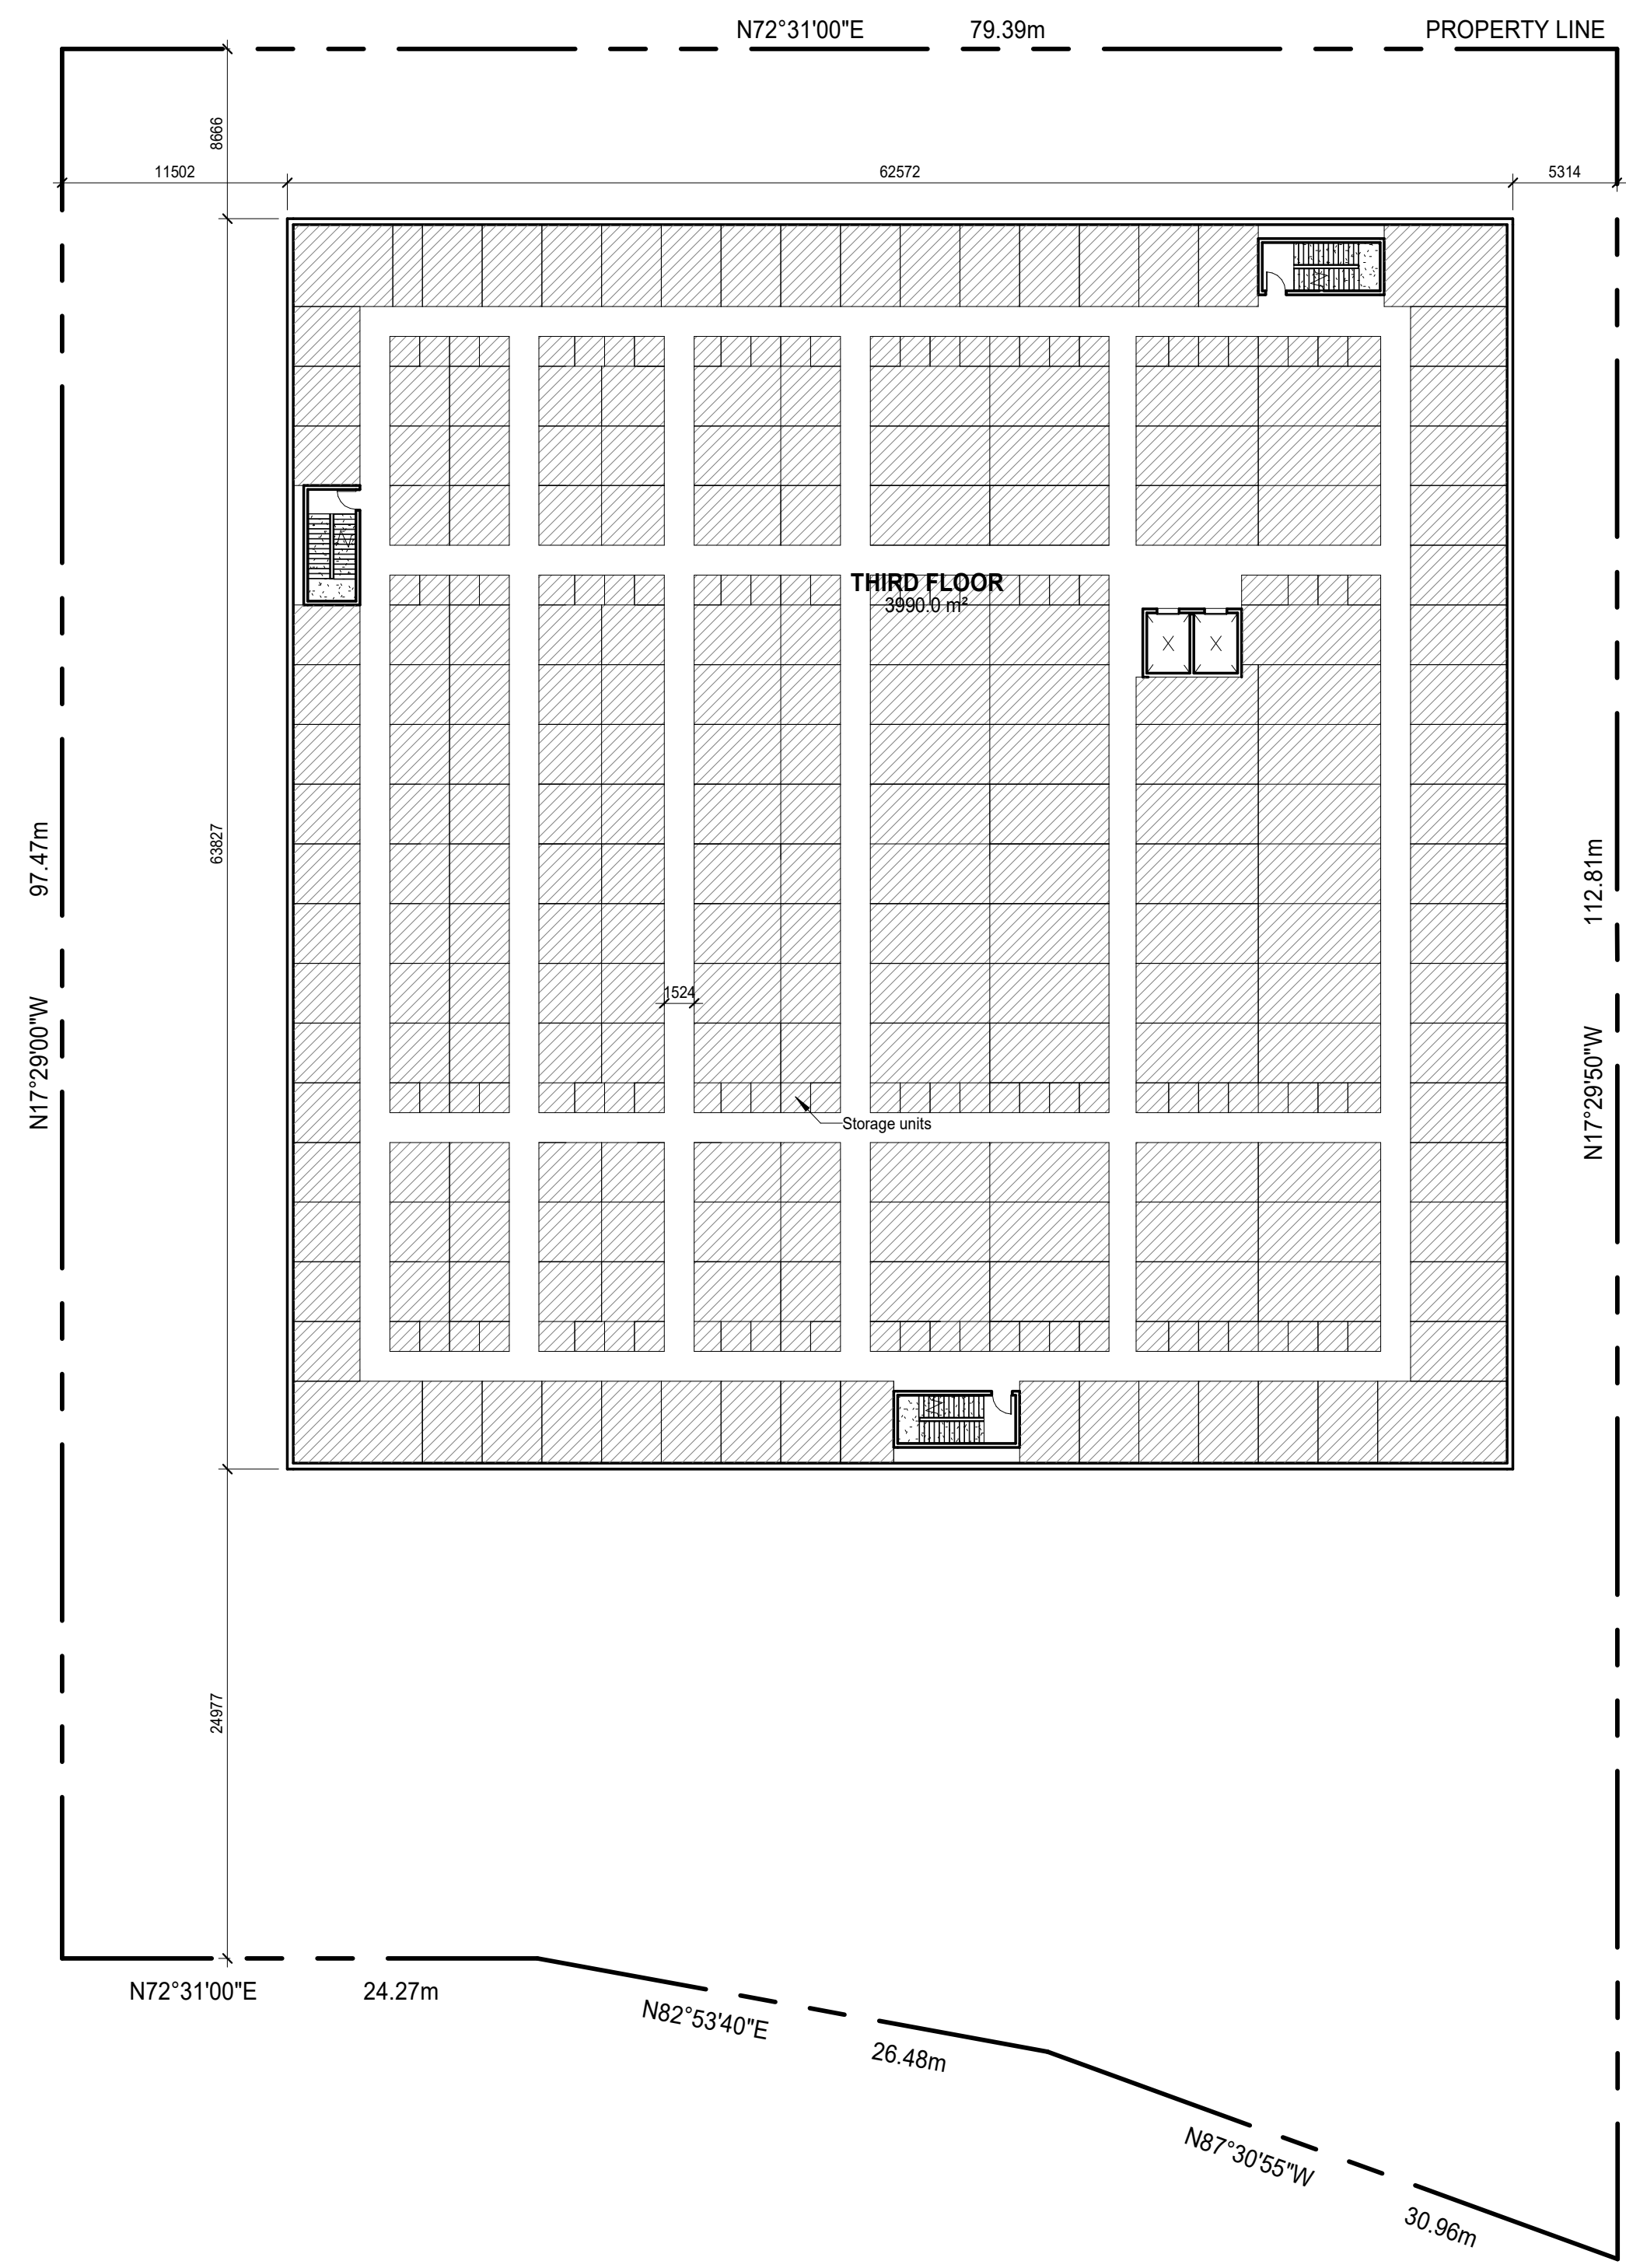 N72°31'00"E 79.39m PROPERTY LINE
8666
11502 62572 5314
THIRD FLOOR
3990.0 m²
63827
97.47m
N17°29'00"W
112.81m
N17°29'50"W
1524
Storage units
24977
N72°31'00"E 24.27m
N82°53'40"E
26.48m
N87°30'55"W
30.96m